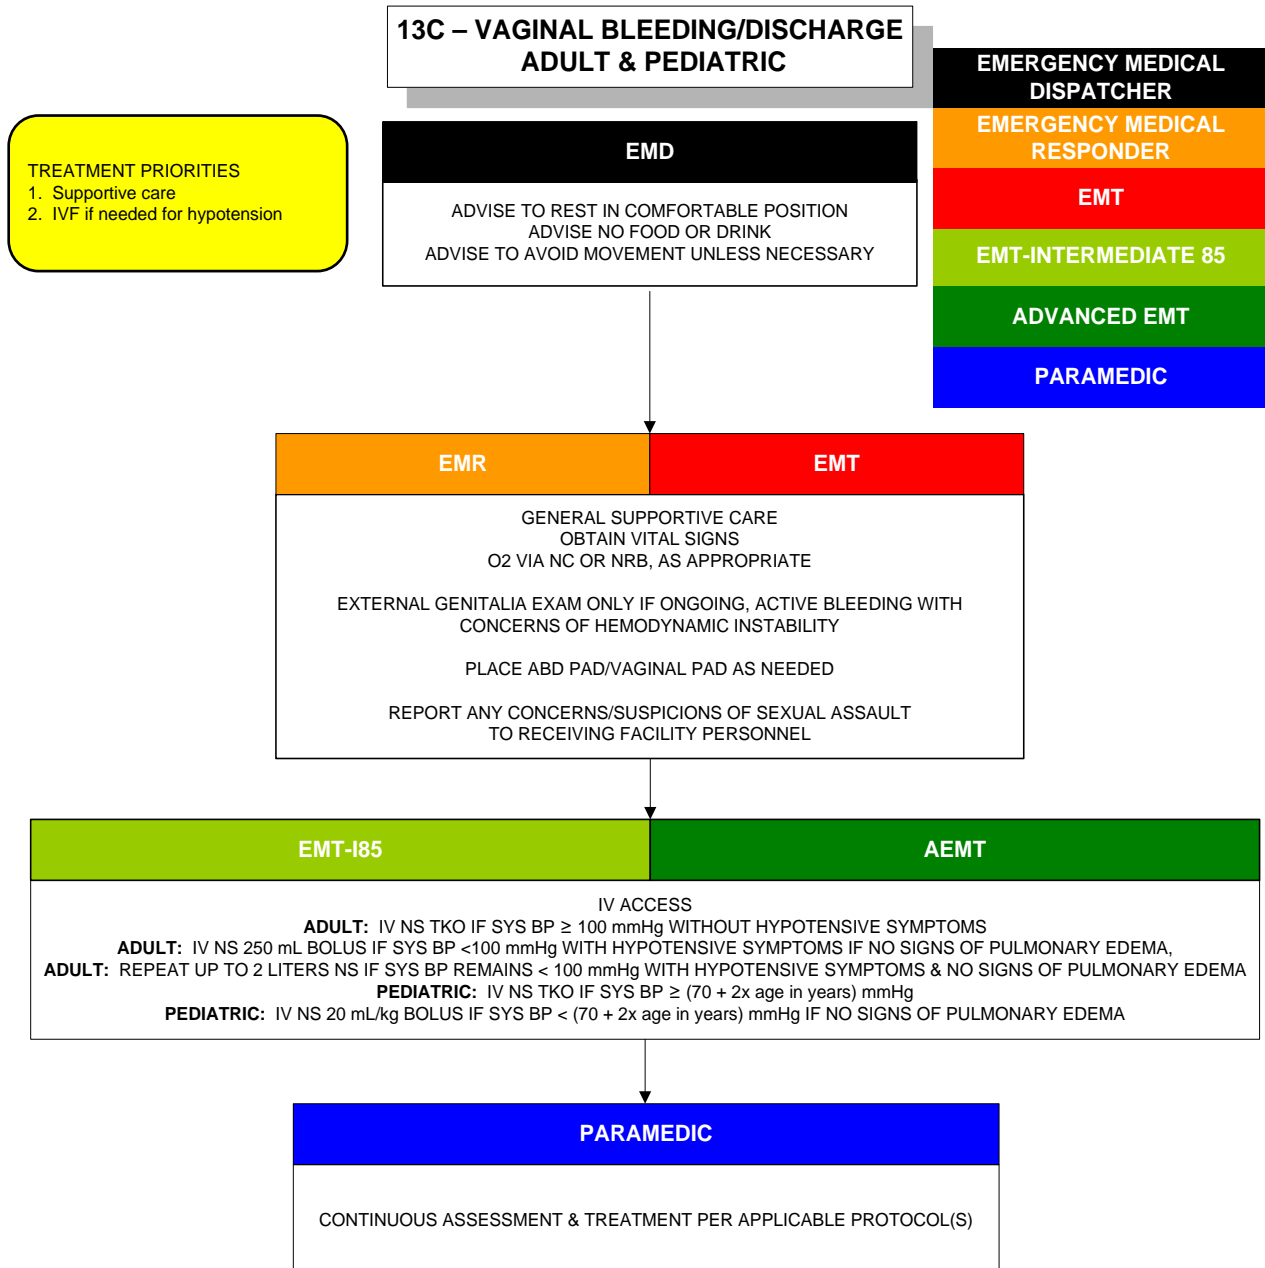 13C – VAGINAL BLEEDING/DISCHARGE
ADULT & PEDIATRIC
EMERGENCY MEDICAL
DISPATCHER
EMERGENCY MEDICAL
RESPONDER
EMT
EMT-INTERMEDIATE 85
ADVANCED EMT
PARAMEDIC
TREATMENT PRIORITIES
1. Supportive care
2. IVF if needed for hypotension
EMD
ADVISE TO REST IN COMFORTABLE POSITION
ADVISE NO FOOD OR DRINK
ADVISE TO AVOID MOVEMENT UNLESS NECESSARY
EMR
EMT
GENERAL SUPPORTIVE CARE
OBTAIN VITAL SIGNS
O2 VIA NC OR NRB, AS APPROPRIATE
EXTERNAL GENITALIA EXAM ONLY IF ONGOING, ACTIVE BLEEDING WITH
CONCERNS OF HEMODYNAMIC INSTABILITY
PLACE ABD PAD/VAGINAL PAD AS NEEDED
REPORT ANY CONCERNS/SUSPICIONS OF SEXUAL ASSAULT
TO RECEIVING FACILITY PERSONNEL
EMT-I85
AEMT
IV ACCESS
ADULT: IV NS TKO IF SYS BP ≥ 100 mmHg WITHOUT HYPOTENSIVE SYMPTOMS
ADULT: IV NS 250 mL BOLUS IF SYS BP <100 mmHg WITH HYPOTENSIVE SYMPTOMS IF NO SIGNS OF PULMONARY EDEMA,
ADULT: REPEAT UP TO 2 LITERS NS IF SYS BP REMAINS < 100 mmHg WITH HYPOTENSIVE SYMPTOMS & NO SIGNS OF PULMONARY EDEMA
PEDIATRIC: IV NS TKO IF SYS BP ≥ (70 + 2x age in years) mmHg
PEDIATRIC: IV NS 20 mL/kg BOLUS IF SYS BP < (70 + 2x age in years) mmHg IF NO SIGNS OF PULMONARY EDEMA
PARAMEDIC
CONTINUOUS ASSESSMENT & TREATMENT PER APPLICABLE PROTOCOL(S)